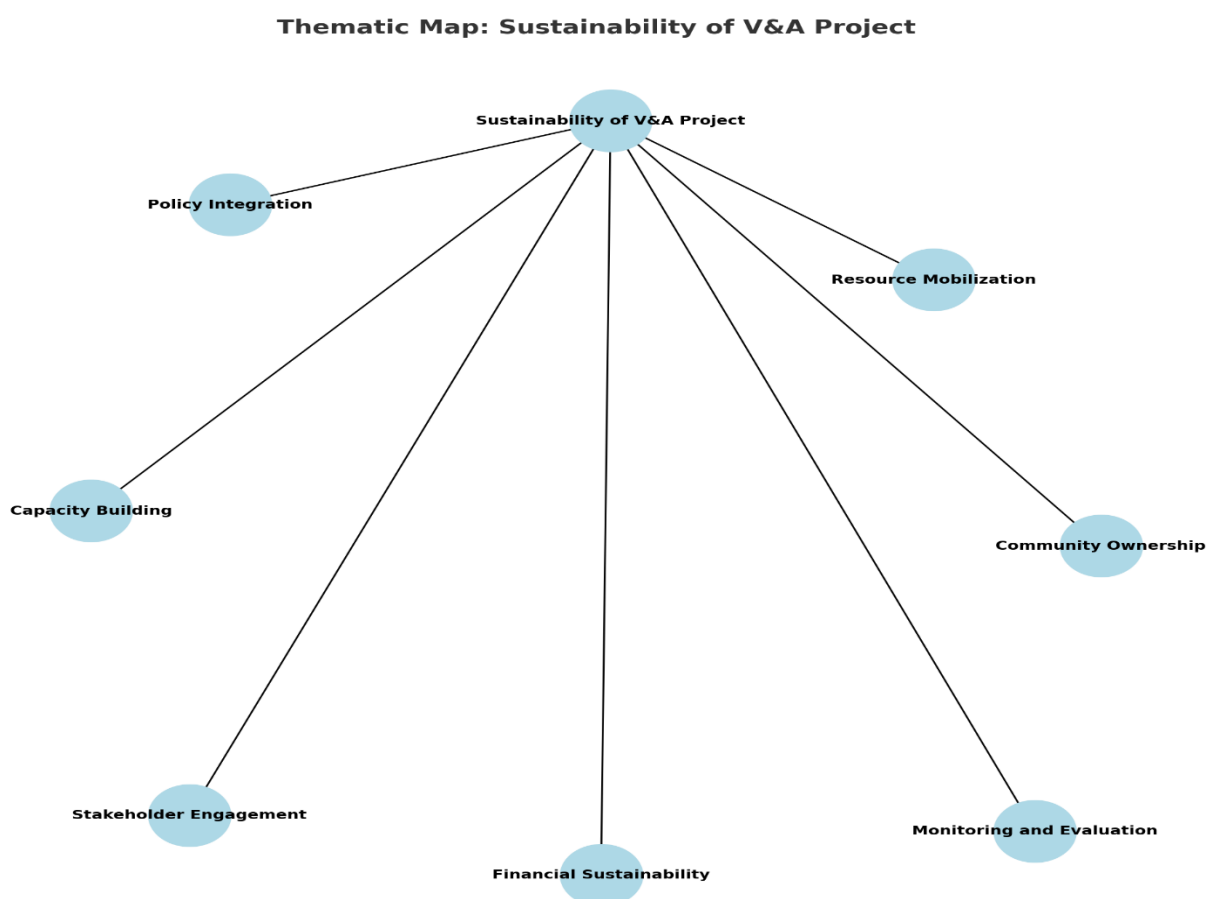 Thematic Map: Sustainability of V&A Project
Sustainability of V&A Project
Policy Integration
Resource Mobilization
Capacity Building
Community Ownership
Stakeholder Engagement
Monitoring and Evaluation
Financial Sustainability